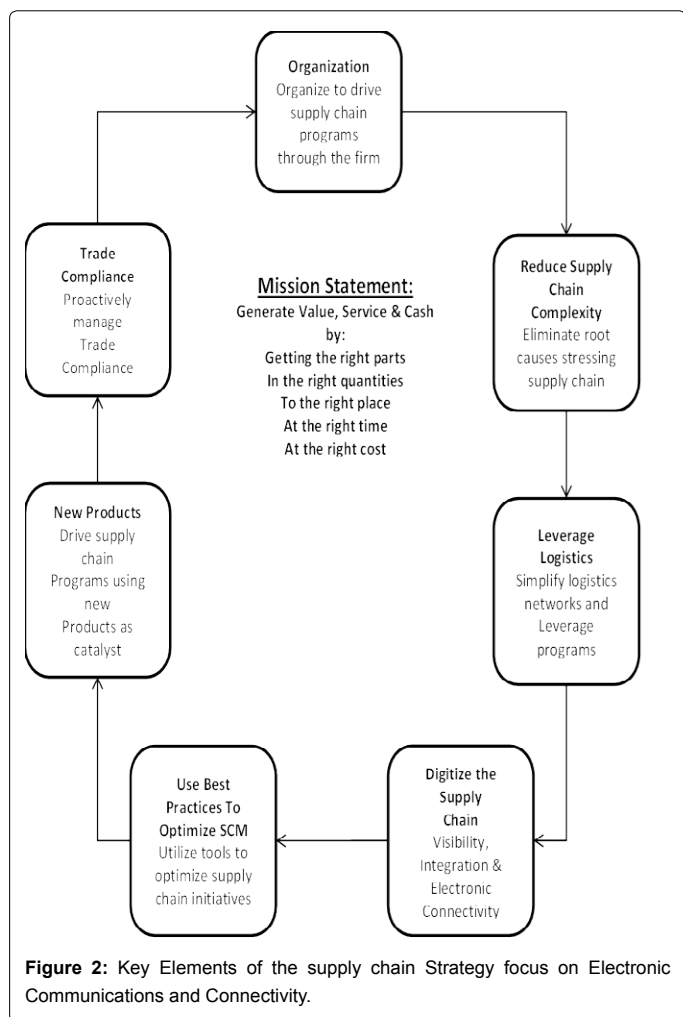 Organization
Organize to drive
supply chain
programs
through the firm
Trade
Compliance
Proactively
manage
Trade
Compliance
Mission Statement:
Generate Value, Service & Cash
by:
Getting the right parts
In the right quantities
To the right place
At the right time
At the right cost
Reduce Supply
Chain
Complexity
Eliminate root
causes stressing
supply chain
New Products
Drive supply
chain
Programs using
new
Products as
catalyst
Leverage
Logistics
Simplify logistics
networks and
Leverage
programs
Use Best
Practices To
Optimize SCM
Utilize tools to
optimize supply
chain initiatives
Digitize the
Supply
Chain
Visibility,
Integration &
Electronic
Connectivity
Figure 2: Key Elements of the supply chain Strategy focus on Electronic
Communications and Connectivity.